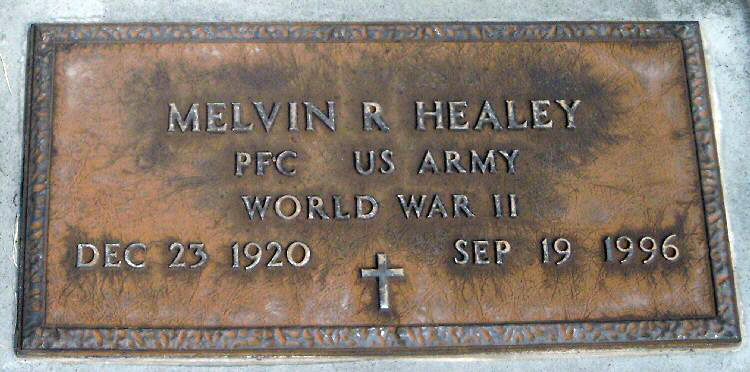 MELVIN R HEALEY
PFC US ARMY
WORLD WAR II
DEC 23 1920 SEP 19 1996